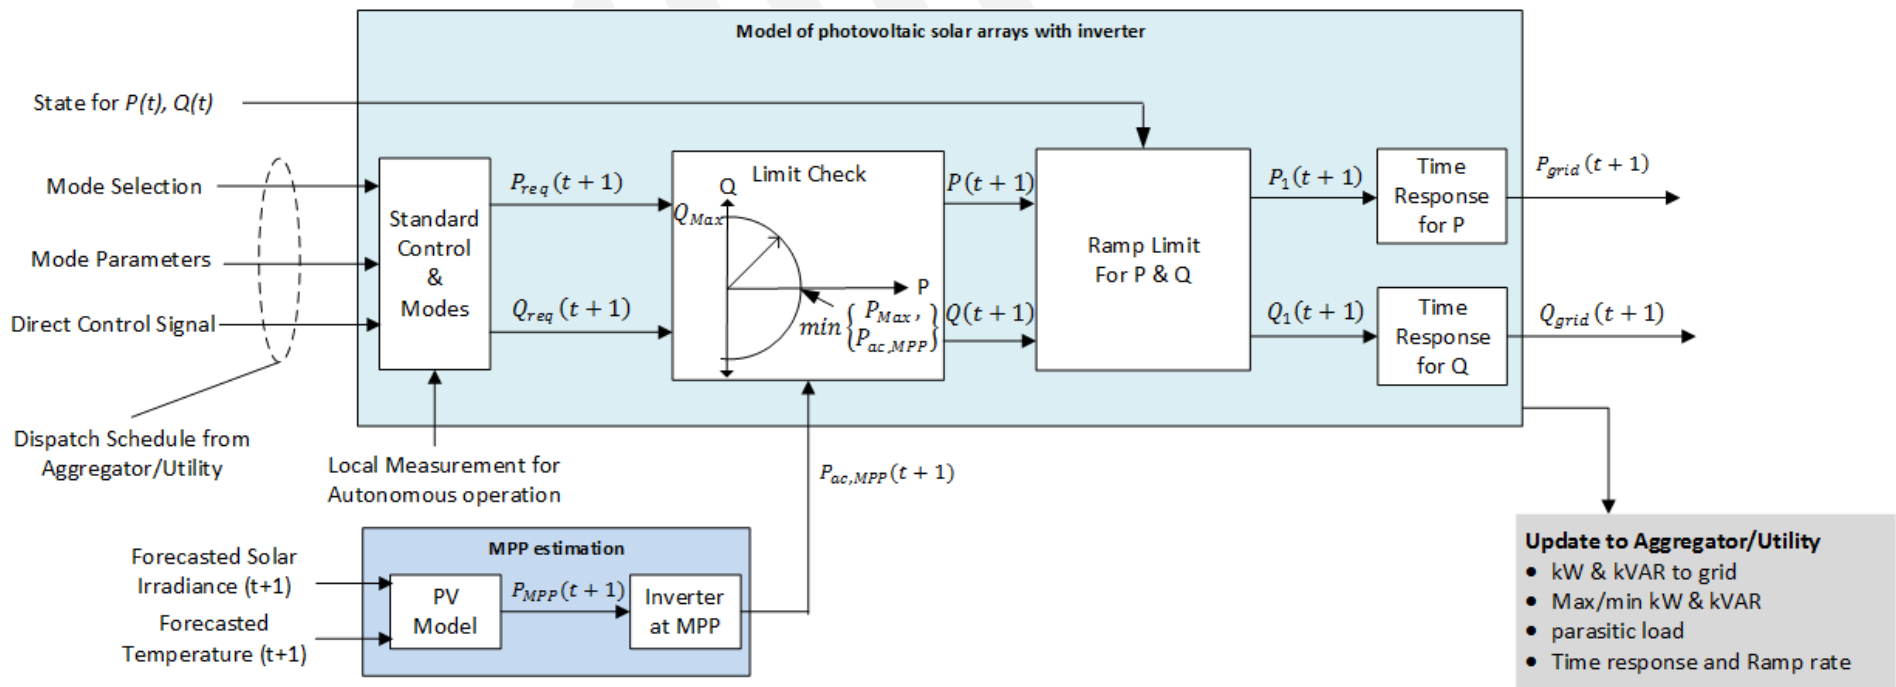 Model of photovoltaic solar arrays with inverter
State for P(t), Q(t)
Mode Selection
Mode Parameters
Direct Control Signal
Dispatch Schedule from
Aggregator/Utility
Standard
Control
&
Modes
Local Measurement for
Autonomous operation
P_req(t + 1)
Q_req(t + 1)
Limit Check
Q
Q_Max
P
min{P_Max,
P_ac,MPP}
P(t + 1)
Q(t + 1)
Ramp Limit
For P & Q
P_1(t + 1)
Q_1(t + 1)
Time
Response
for P
Time
Response
for Q
P_grid(t + 1)
Q_grid(t + 1)
P_ac,MPP(t + 1)
MPP estimation
Forecasted Solar
Irradiance (t+1)
Forecasted
Temperature (t+1)
PV
Model
P_MPP(t + 1)
Inverter
at MPP
Update to Aggregator/Utility
• kW & kVAR to grid
• Max/min kW & kVAR
• parasitic load
• Time response and Ramp rate